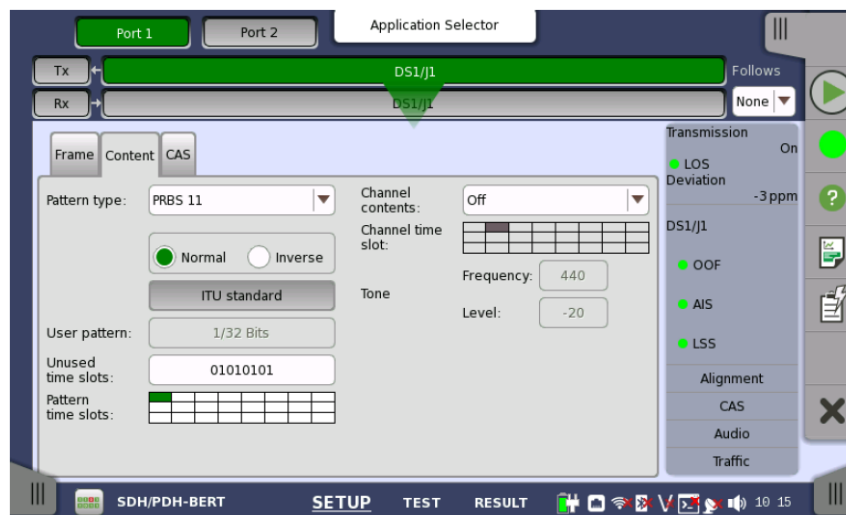 Port 1
Port 2
Application Selector
Tx
DS1/J1
Follows
Rx
DS1/J1
None
Frame
Content
CAS
Pattern type:
PRBS 11
Normal
Inverse
ITU standard
User pattern:
1/32 Bits
Unused
time slots:
01010101
Pattern
time slots:
Channel
contents:
Off
Channel time
slot:
Tone
Frequency:
440
Level:
-20
Transmission
On
LOS
Deviation
-3 ppm
DS1/J1
OOF
AIS
LSS
Alignment
CAS
Audio
Traffic
SDH/PDH-BERT
SETUP
TEST
RESULT
10 15